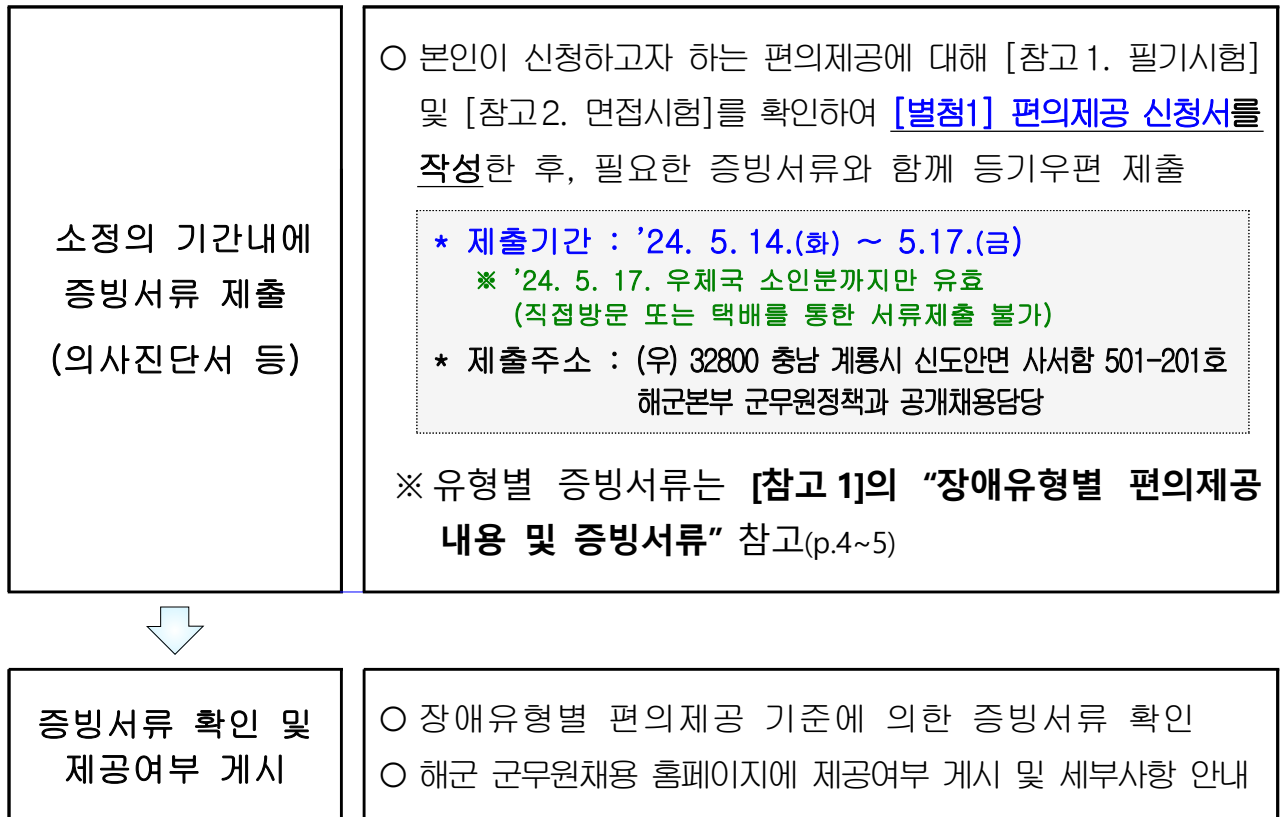 소정의 기간내에
증빙서류 제출
(의사진단서 등)
○ 본인이 신청하고자 하는 편의제공에 대해 [참고1. 필기시험]
및 [참고2. 면접시험]를 확인하여 [별첨1] 편의제공 신청서를
작성한 후, 필요한 증빙서류와 함께 등기우편 제출
* 제출기간 : ’24. 5. 14.(화) ~ 5.17.(금)
※ ’24. 5. 17. 우체국 소인분까지만 유효
(직접방문 또는 택배를 통한 서류제출 불가)
* 제출주소 : (우) 32800 충남 계룡시 신도안면 사서함 501-201호
해군본부 군무원정책과 공개채용담당
※ 유형별 증빙서류는 [참고 1]의 “장애유형별 편의제공
내용 및 증빙서류” 참고(p.4~5)
증빙서류 확인 및
제공여부 게시
○ 장애유형별 편의제공 기준에 의한 증빙서류 확인
○ 해군 군무원채용 홈페이지에 제공여부 게시 및 세부사항 안내